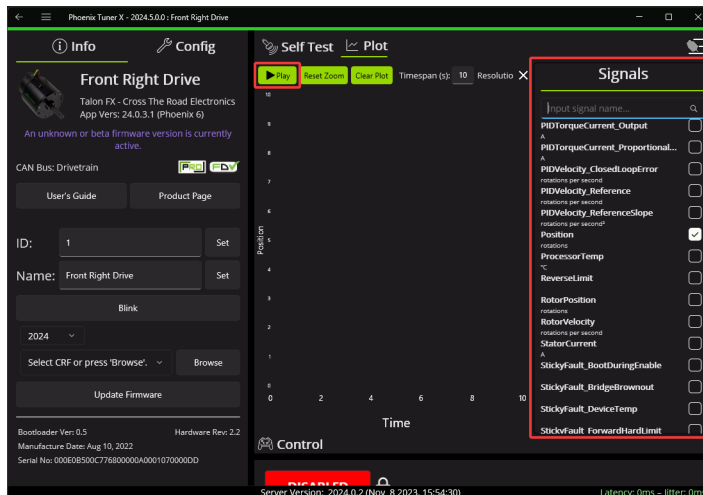 Phoenix Tuner X - 2024.5.0.0 : Front Right Drive
Info
Config
Front Right Drive
Talon FX - Cross The Road Electronics
App Vers: 24.0.3.1 (Phoenix 6)
An unknown or beta firmware version is currently
active.
CAN Bus: Drivetrain
PRO
FDV
User's Guide
Product Page
ID:
1
Set
Name:
Front Right Drive
Set
Blink
2024
Select CRF or press 'Browse'.
Browse
Update Firmware
Bootloader Ver: 0.5
Hardware Rev: 2.2
Manufacture Date: Aug 10, 2022
Serial No: 000E0B500C776800000A0001070000DD
Self Test
Plot
Play
Reset Zoom
Clear Plot
Timespan (s):
10
Resolutio
10
9
8
7
6
5
4
3
2
1
0
Position
0 2 4 6 8 10
Time
Control
DISABLED
Server Version: 2024.0.2 (Nov 8 2023, 15:54:30)
Latency: 0ms - Jitter: 0ms
Signals
Input signal name...
PIDTorqueCurrent_Output
A
PIDTorqueCurrent_Proportional...
A
PIDVelocity_ClosedLoopError
rotations per second
PIDVelocity_Reference
rotations per second
PIDVelocity_ReferenceSlope
rotations per second²
Position
rotations
ProcessorTemp
°C
ReverseLimit
RotorPosition
rotations
RotorVelocity
rotations per second
StatorCurrent
A
StickyFault_BootDuringEnable
StickyFault_BridgeBrownout
StickyFault_DeviceTemp
StickyFault_ForwardHardLimit